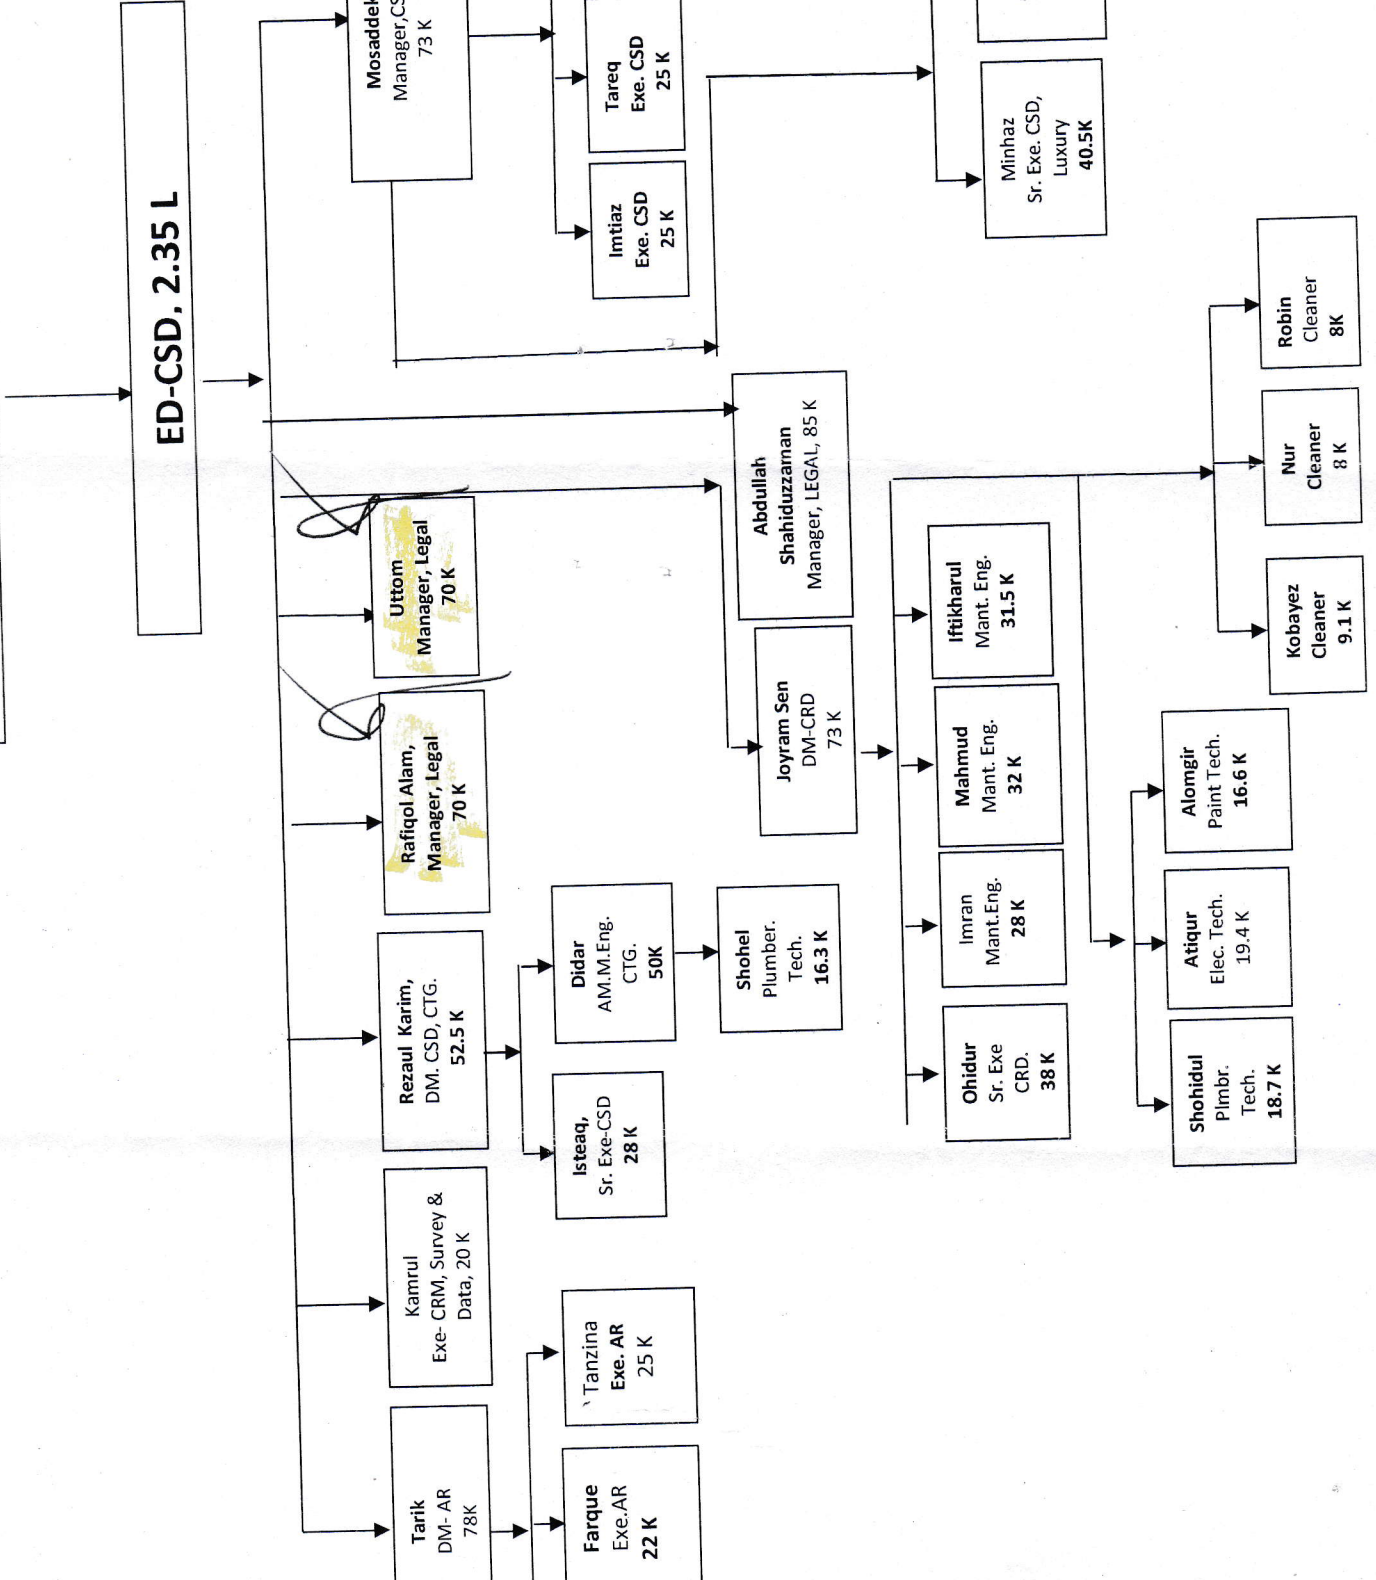 ED-CSD, 2.35 L
Tarik
DM- AR
78K
Kamrul
Exe- CRM, Survey &
Data, 20 K
Rezaul Karim,
DM. CSD, CTG.
52.5 K
Rafiqol Alam,
Manager, Legal
70 K
Uttom
Manager, Legal
70 K
Mosaddek
Manager,CS
73 K
Farque
Exe.AR
22 K
Tanzina
Exe. AR
25 K
Isteaq,
Sr. Exe-CSD
28 K
Didar
AM.M.Eng.
CTG.
50K
Imtiaz
Exe. CSD
25 K
Tareq
Exe. CSD
25 K
Shohel
Plumber.
Tech.
16.3 K
Joyram Sen
DM-CRD
73 K
Abdullah
Shahiduzzaman
Manager, LEGAL, 85 K
Ohidur
Sr. Exe
CRD.
38 K
Imran
Mant.Eng.
28 K
Mahmud
Mant. Eng.
32 K
Iftikharul
Mant. Eng.
31.5 K
Minhaz
Sr. Exe. CSD,
Luxury
40.5K
Shohidul
Plmbr.
Tech.
18.7 K
Atiqur
Elec. Tech.
19.4 K
Alomgir
Paint Tech.
16.6 K
Kobayez
Cleaner
9.1 K
Nur
Cleaner
8 K
Robin
Cleaner
8K